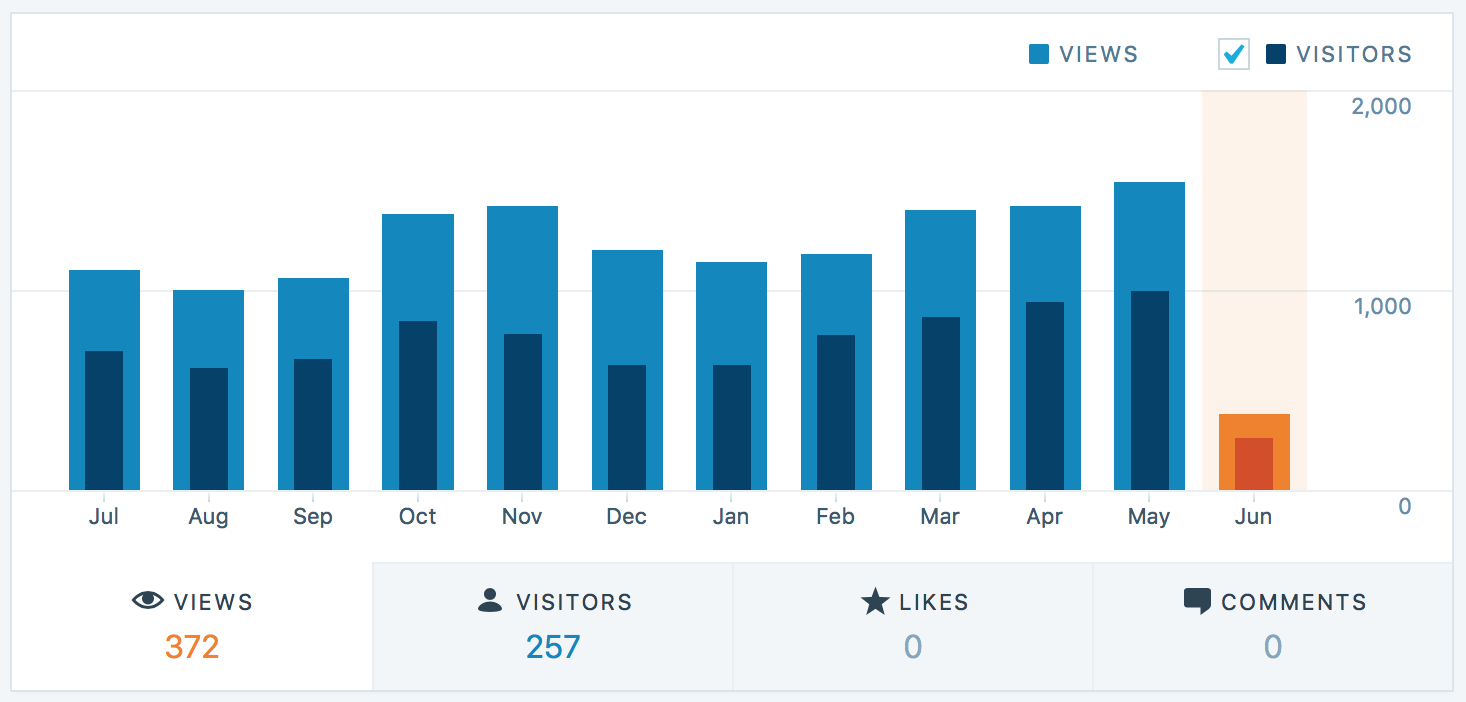 VIEWS VISITORS
2,000
1,000
0
Jul Aug Sep Oct Nov Dec Jan Feb Mar Apr May Jun
VIEWS VISITORS LIKES COMMENTS
372 257 0 0